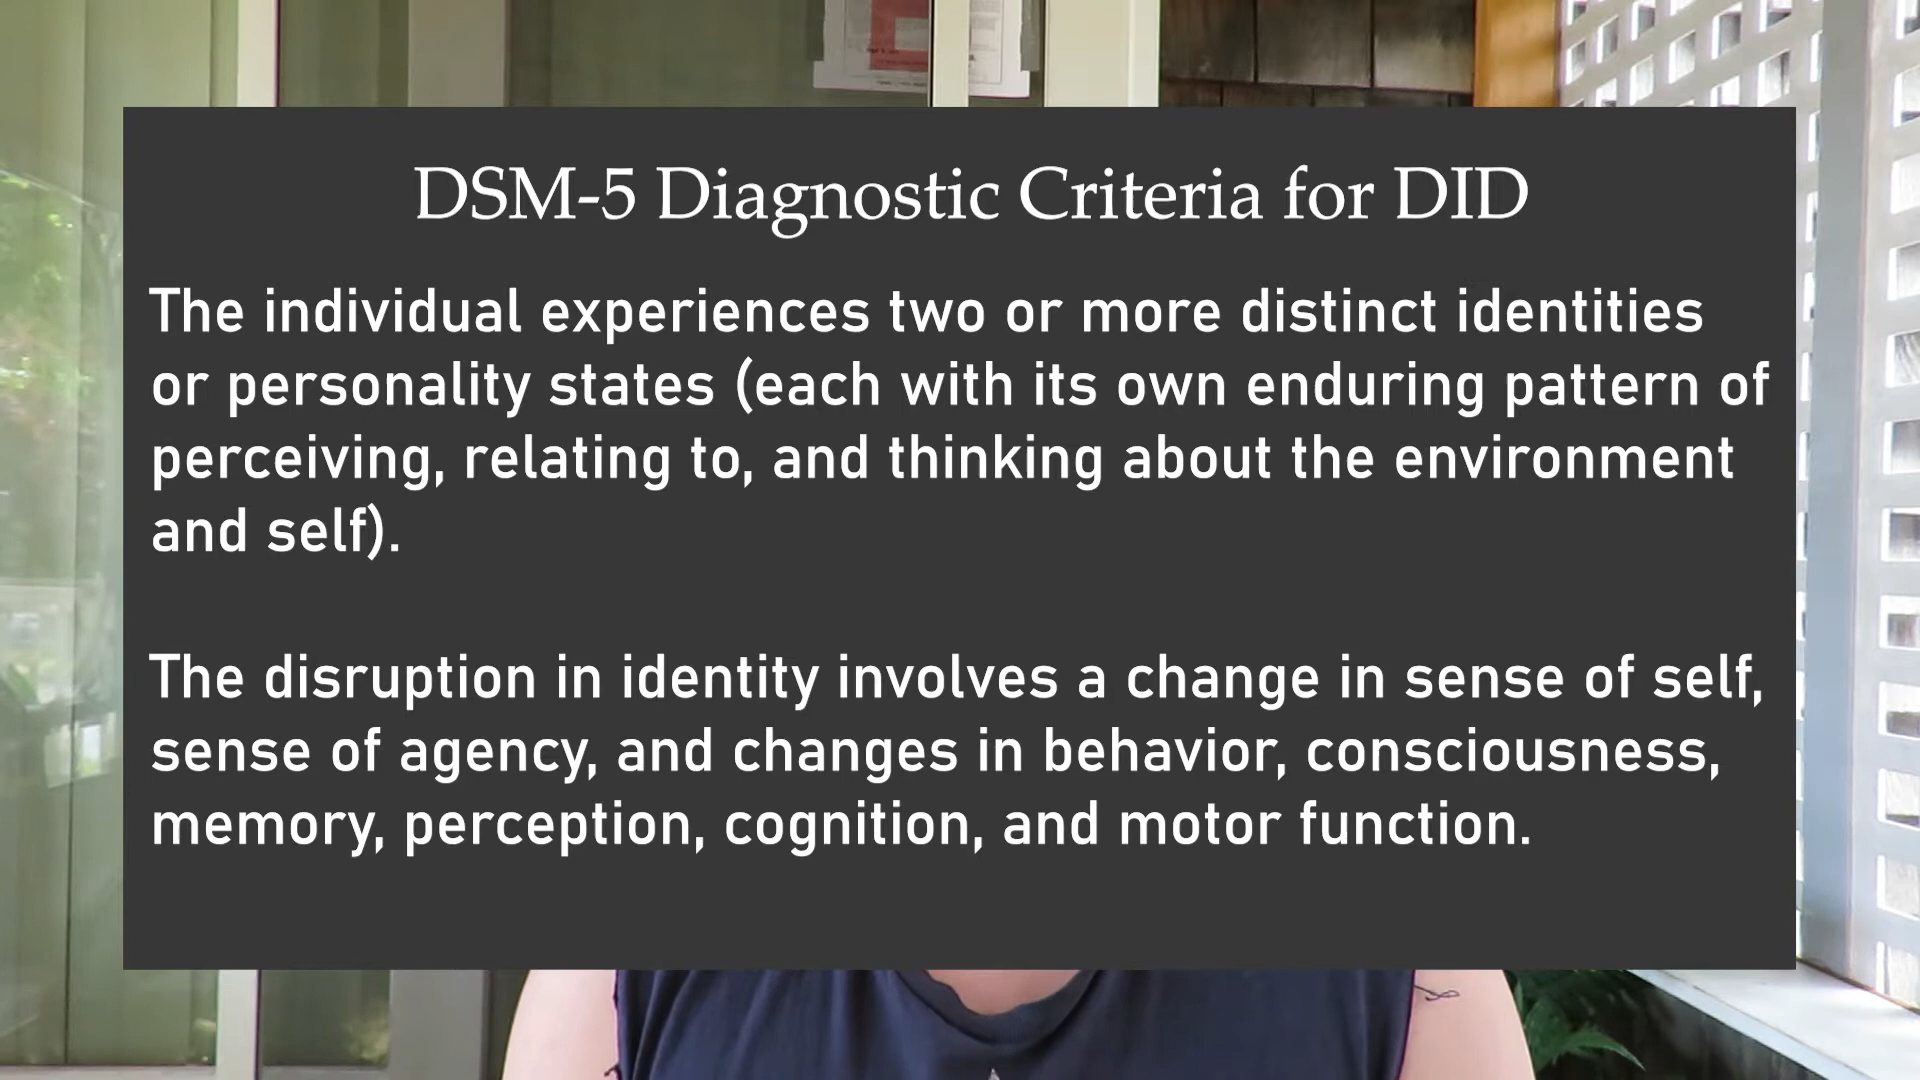 DSM-5 Diagnostic Criteria for DID
The individual experiences two or more distinct identities
or personality states (each with its own enduring pattern of
perceiving, relating to, and thinking about the environment
and self).
The disruption in identity involves a change in sense of self,
sense of agency, and changes in behavior, consciousness,
memory, perception, cognition, and motor function.